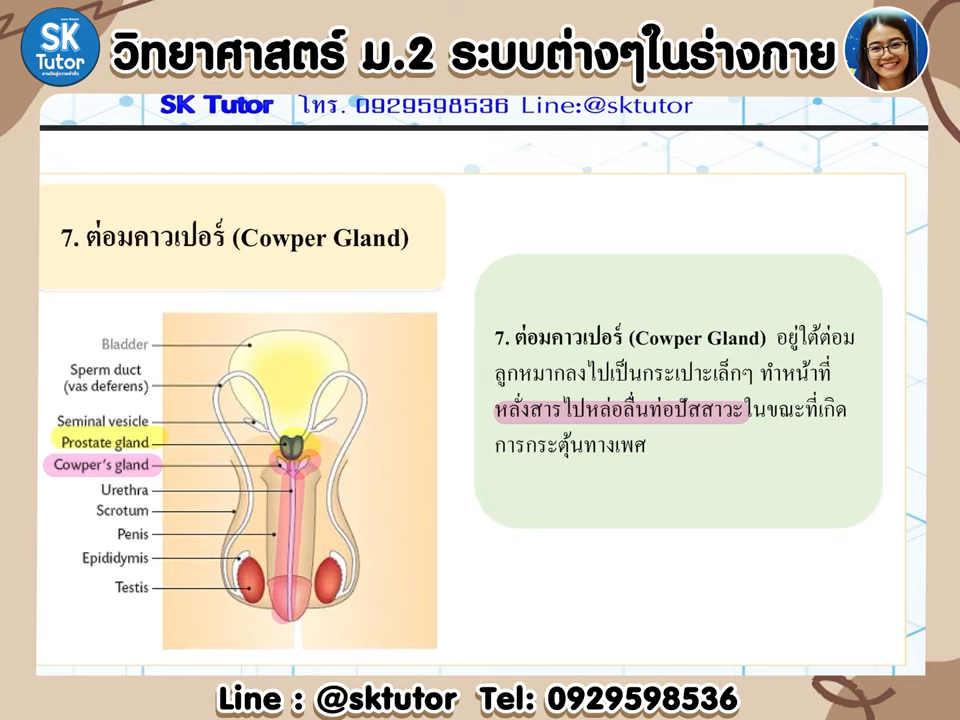 SK
Tutor
วิทยาศาสตร์ ม.2 ระบบต่างๆในร่างกาย
SK Tutor โทร. 0929598536 Line:@sktutor
7. ต่อมคาวเปอร์ (Cowper Gland)
7. ต่อมคาวเปอร์ (Cowper Gland) อยู่ใต้ต่อม
ลูกหมากลงไปเป็นกระเปาะเล็กๆ ทำหน้าที่
หลั่งสารไปหล่อลื่นท่อปัสสาวะในขณะที่เกิด
การกระตุ้นทางเพศ
Bladder
Sperm duct
(vas deferens)
Seminal vesicle
Prostate gland
Cowper's gland
Urethra
Scrotum
Penis
Epididymis
Testis
Line : @sktutor Tel: 0929598536